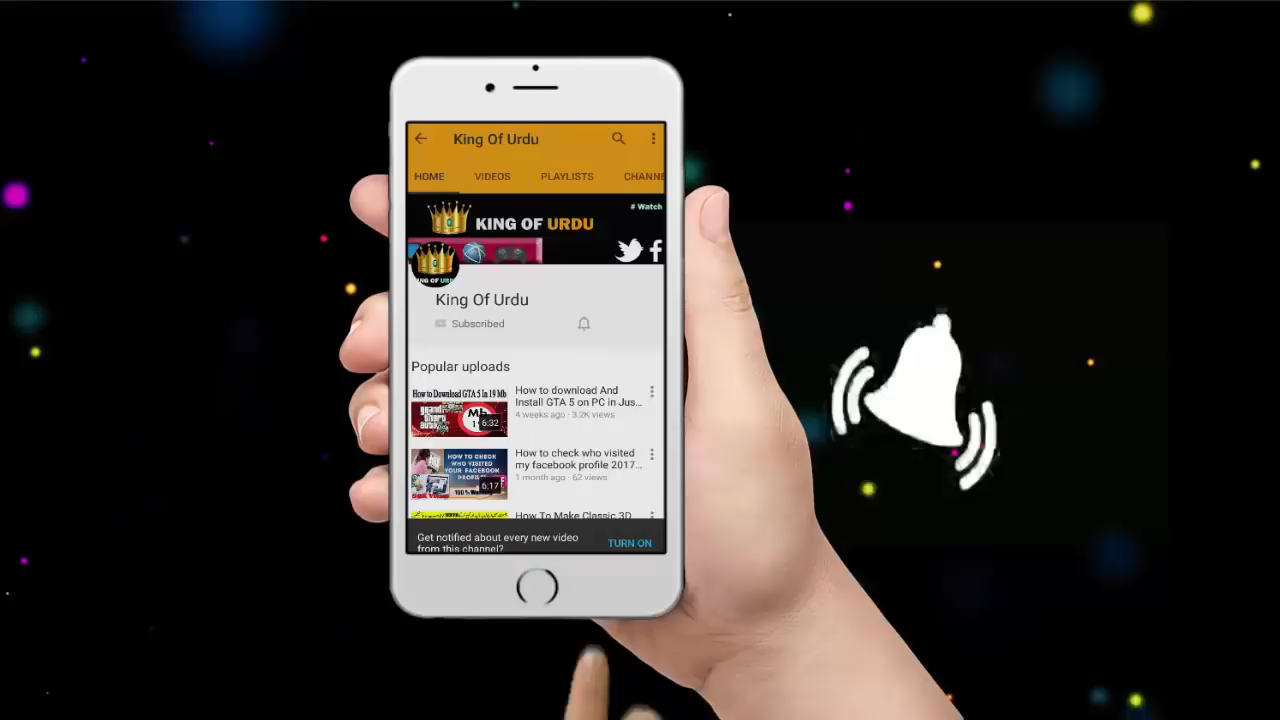 King Of Urdu
HOME VIDEOS PLAYLISTS CHANNE
# Watch
KING OF URDU
King Of Urdu
Subscribed
Popular uploads
How to Download GTA 5 In 19 Mb
6:32
How to download And
Install GTA 5 on PC in Jus...
4 weeks ago · 3.2K views
HOW TO CHECK
WHO VISITED
YOUR FACEBOOK
PROFILE
6:17
How to check who visited
my facebook profile 2017...
1 month ago · 62 views
How To Make Classic 3D
Get notified about every new video
from this channel?
TURN ON